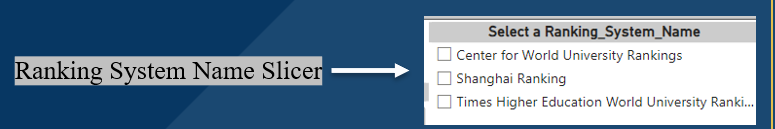 Select a Ranking_System_Name
Ranking System Name Slicer
Center for World University Rankings
Shanghai Ranking
Times Higher Education World University Ranki...